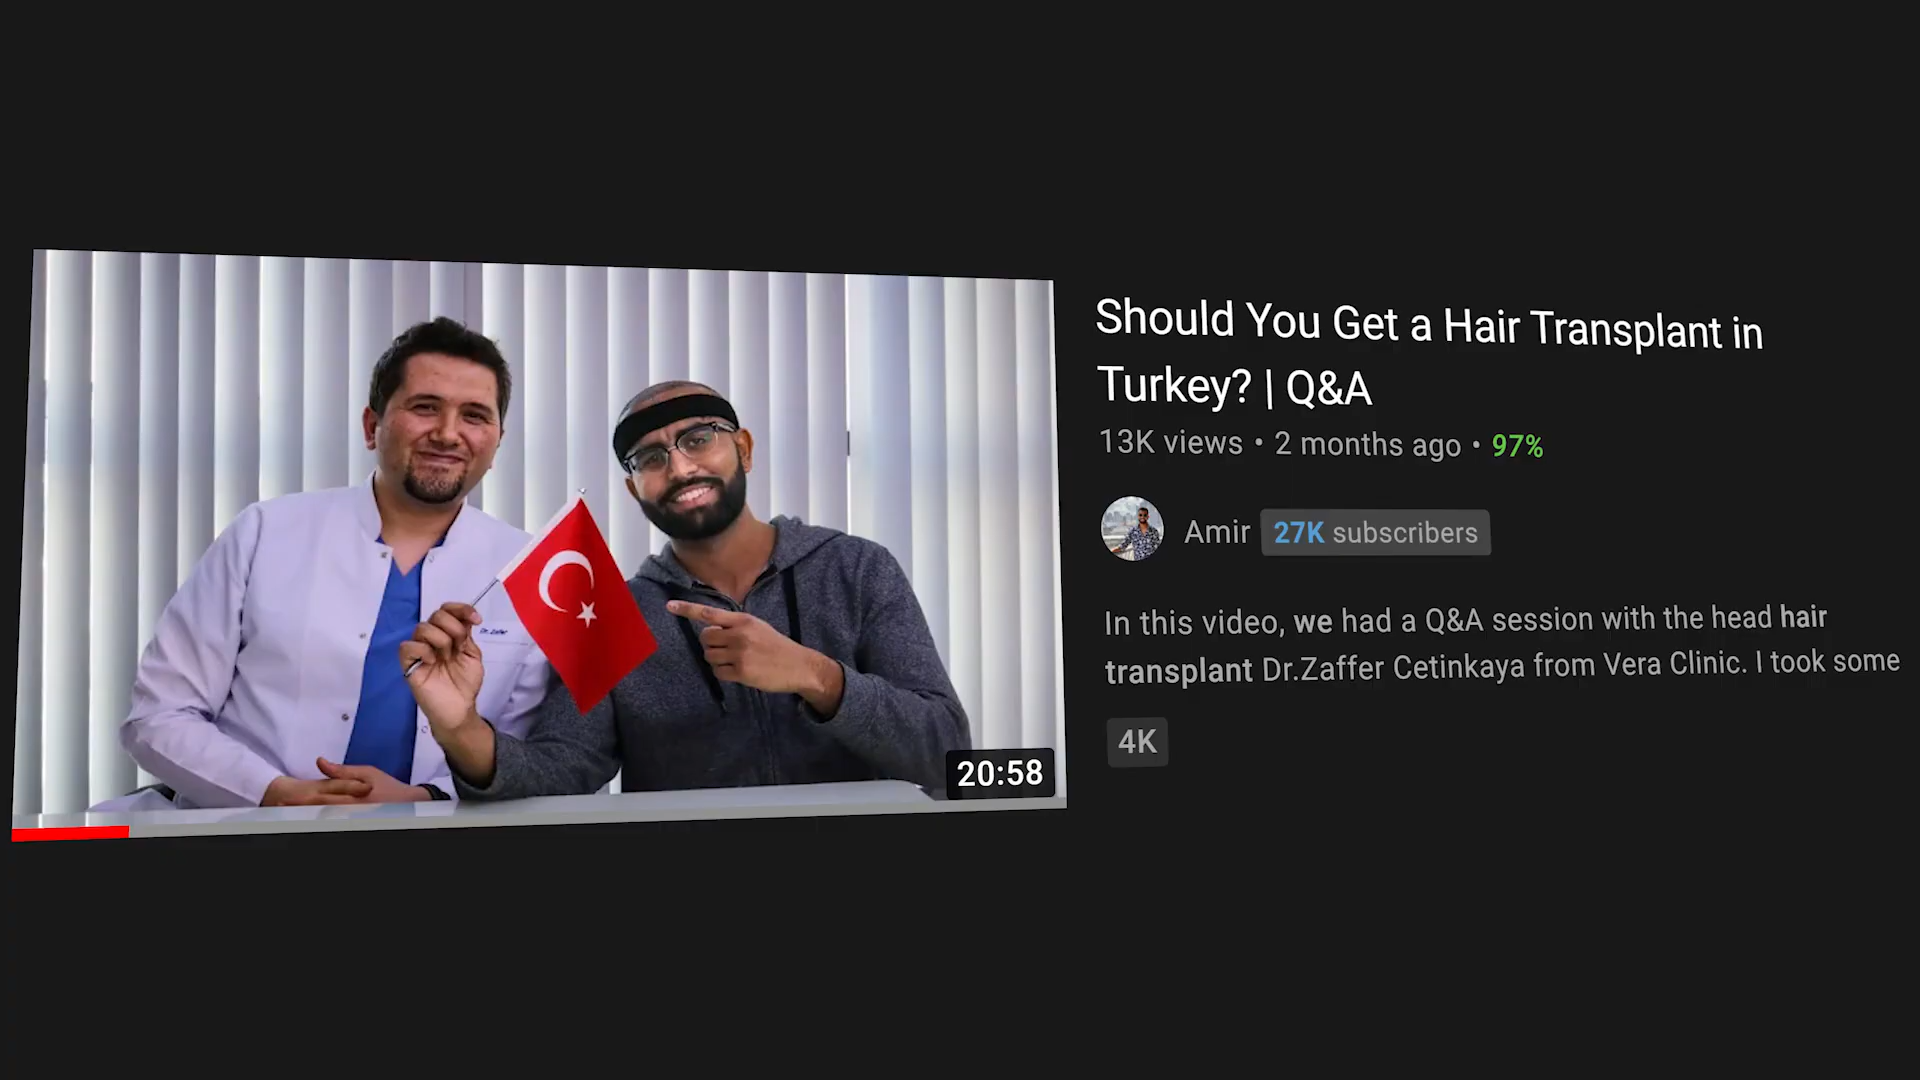 Should You Get a Hair Transplant in
Turkey? | Q&A
13K views • 2 months ago • 97%
Amir 27K subscribers
In this video, we had a Q&A session with the head hair
transplant Dr.Zaffer Cetinkaya from Vera Clinic. I took some
4K
Dr. Zafer
20:58